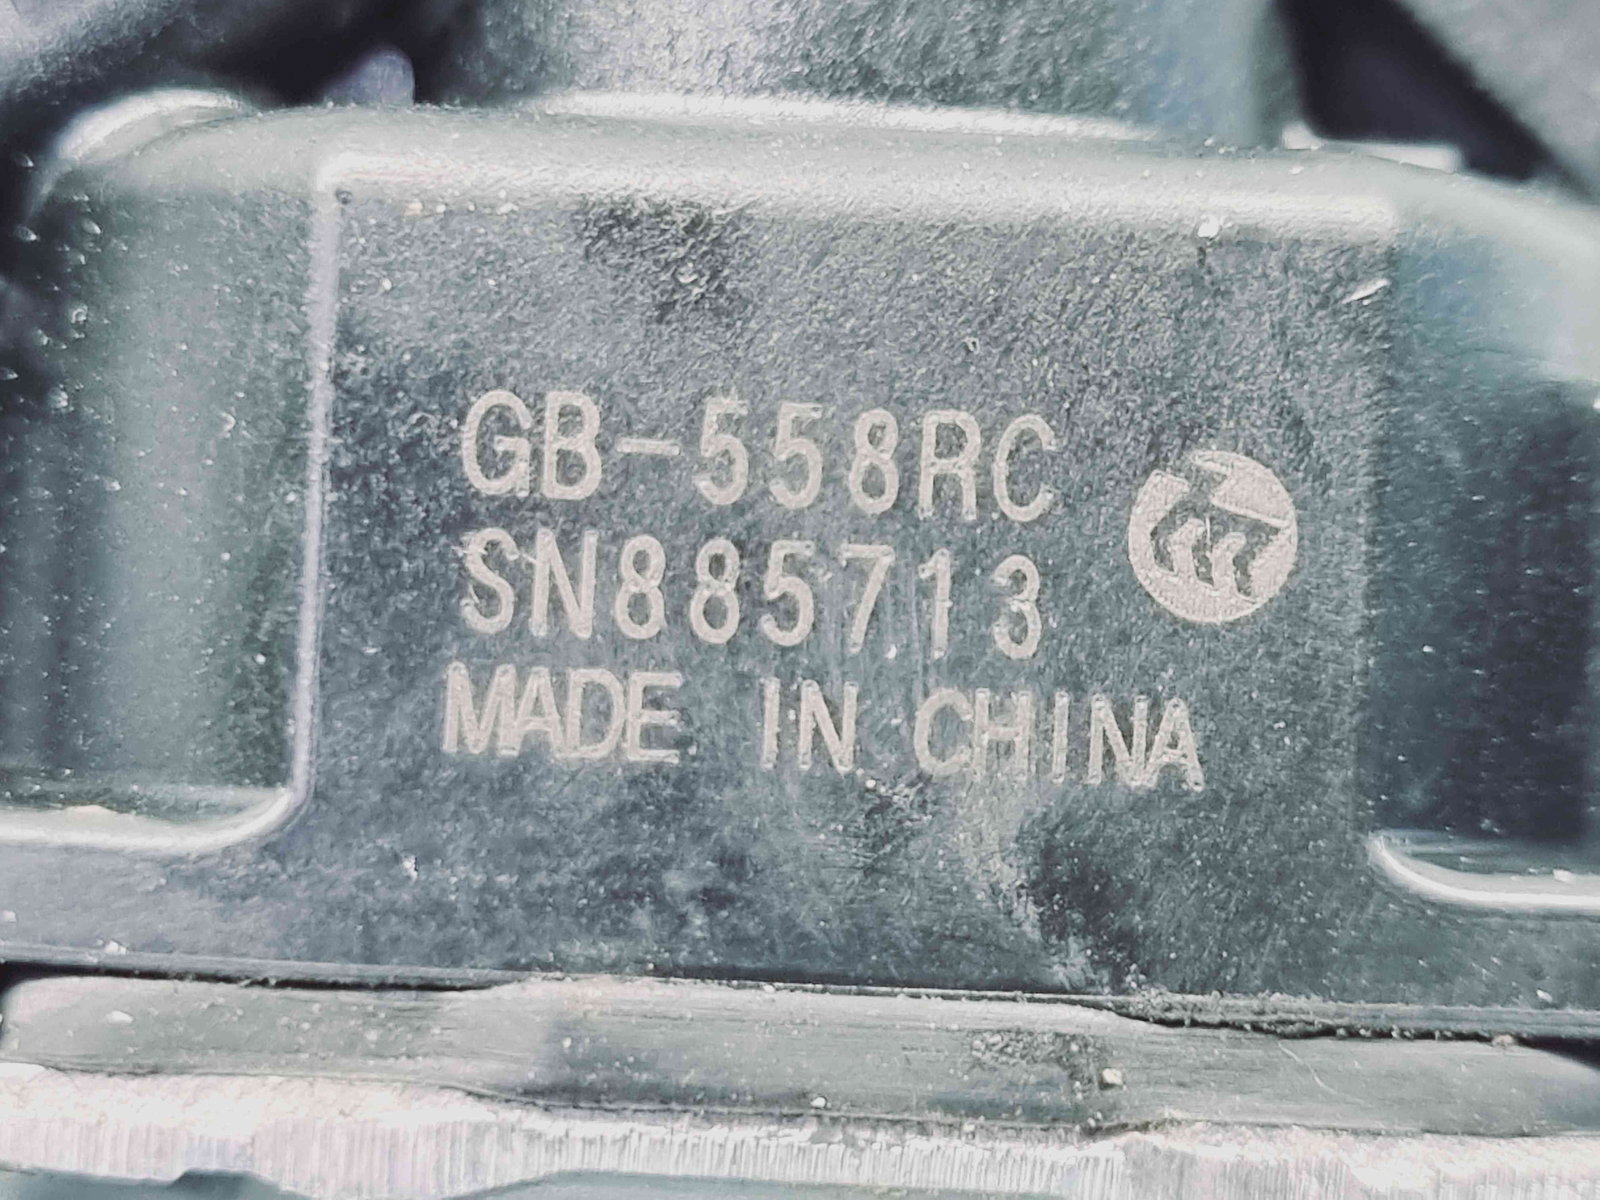 GB-558RC
SN885713
MADE IN CHINA